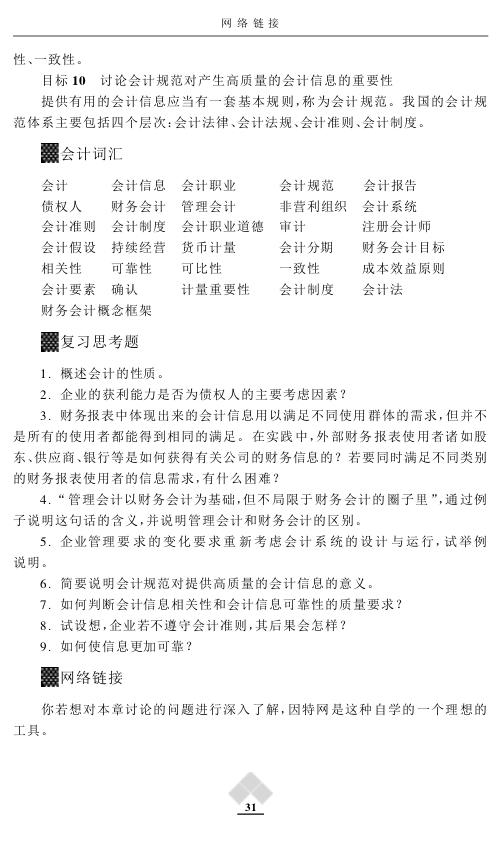 网络链接
性、一致性。
目标 10 讨论会计规范对产生高质量的会计信息的重要性
提供有用的会计信息应当有一套基本规则,称为会计规范。我国的会计规
范体系主要包括四个层次:会计法律、会计法规、会计准则、会计制度。
会计词汇
会计 会计信息 会计职业 会计规范 会计报告
债权人 财务会计 管理会计 非营利组织 会计系统
会计准则 会计制度 会计职业道德 审计 注册会计师
会计假设 持续经营 货币计量 会计分期 财务会计目标
相关性 可靠性 可比性 一致性 成本效益原则
会计要素 确认 计量重要性 会计制度 会计法
财务会计概念框架
复习思考题
1. 概述会计的性质。
2. 企业的获利能力是否为债权人的主要考虑因素?
3. 财务报表中体现出来的会计信息用以满足不同使用群体的需求,但并不
是所有的使用者都能得到相同的满足。在实践中,外部财务报表使用者诸如股
东、供应商、银行等是如何获得有关公司的财务信息的?若要同时满足不同类别
的财务报表使用者的信息需求,有什么困难?
4. “管理会计以财务会计为基础,但不局限于财务会计的圈子里”,通过例
子说明这句话的含义,并说明管理会计和财务会计的区别。
5. 企业管理要求的变化要求重新考虑会计系统的设计与运行,试举例
说明。
6. 简要说明会计规范对提供高质量的会计信息的意义。
7. 如何判断会计信息相关性和会计信息可靠性的质量要求?
8. 试设想,企业若不遵守会计准则,其后果会怎样?
9. 如何使信息更加可靠?
网络链接
你若想对本章讨论的问题进行深入了解,因特网是这种自学的一个理想的
工具。
31